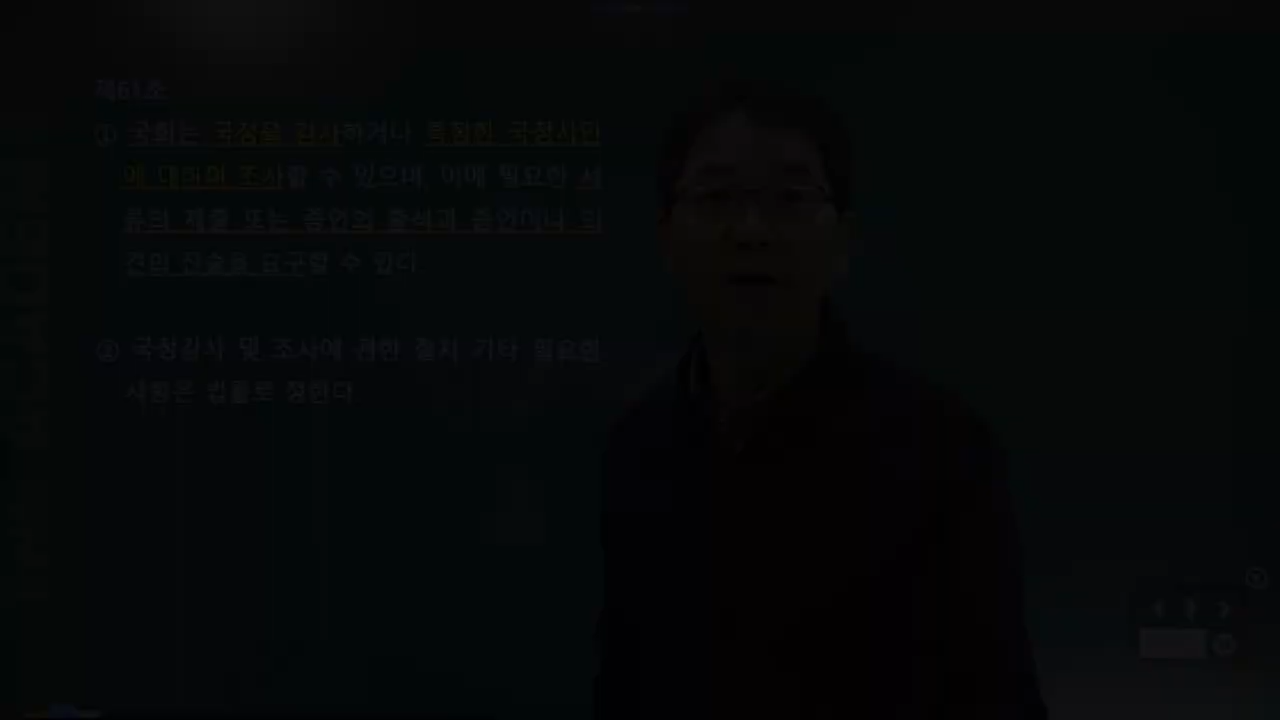 제61조
① 국회는 국정을 감사하거나 특정한 국정사안
에 대하여 조사할 수 있으며, 이에 필요한 서
류의 제출 또는 증인의 출석과 증언이나 의
견의 진술을 요구할 수 있다.
② 국정감사 및 조사에 관한 절차 기타 필요한
사항은 법률로 정한다.